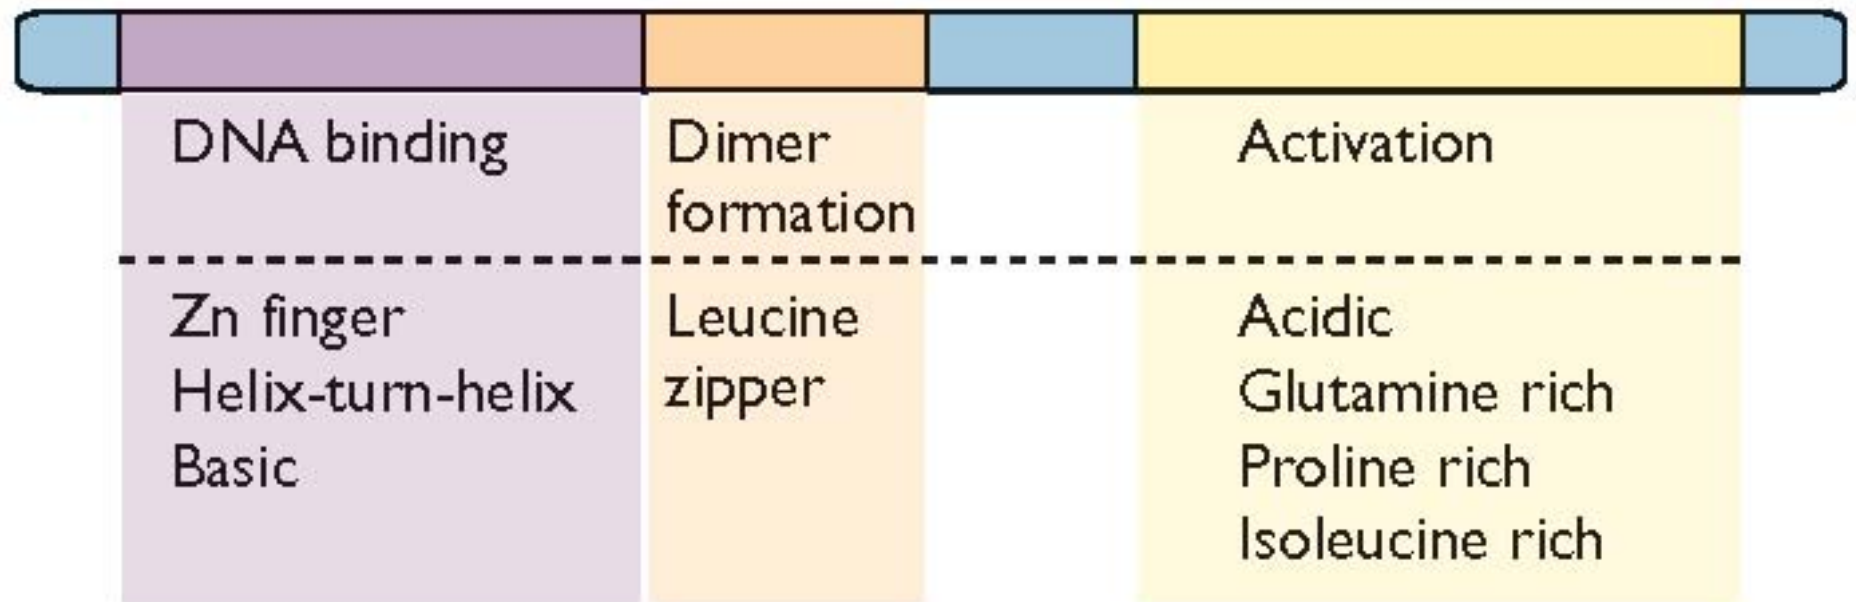 DNA binding
Dimer
formation
Activation
Zn finger
Helix-turn-helix
Basic
Leucine
zipper
Acidic
Glutamine rich
Proline rich
Isoleucine rich